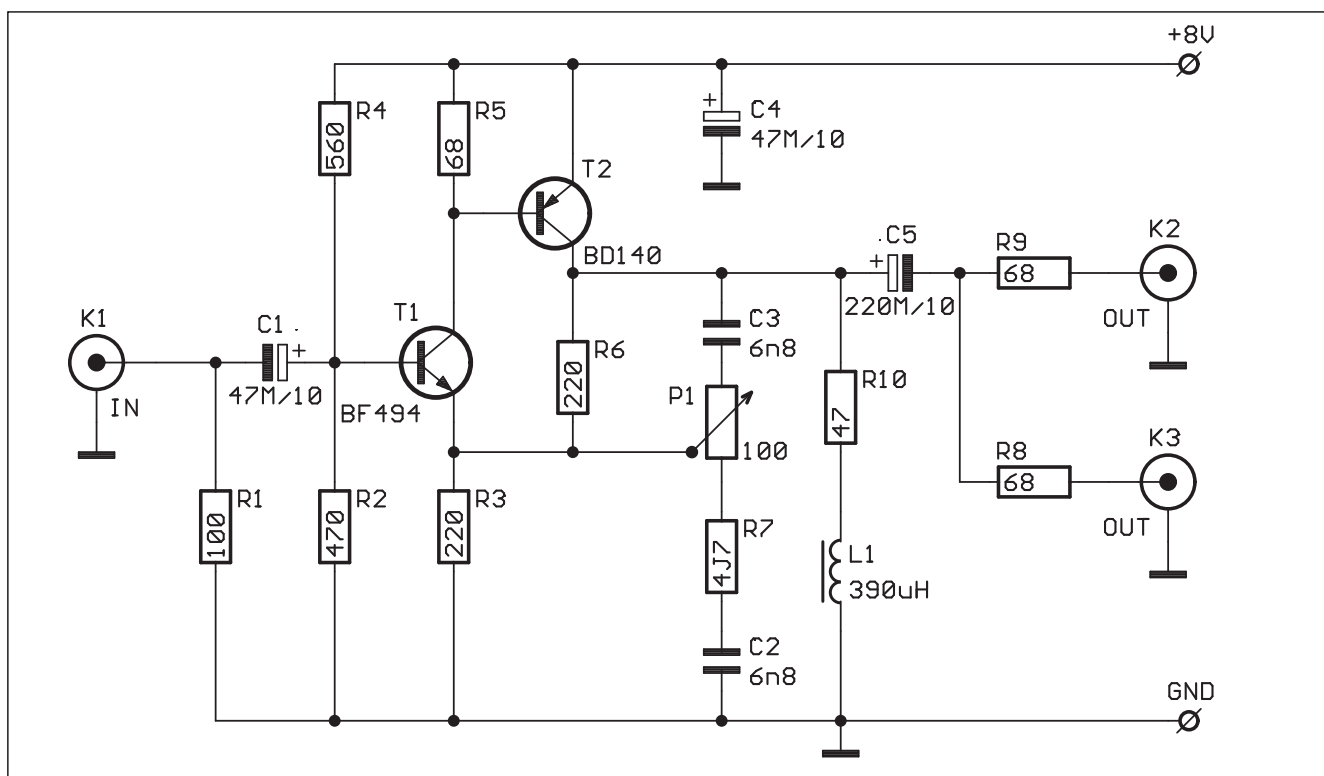 +8V
R4
560
R5
68
C4
+
47M/10
T2
BD140
K2
R9
68
OUT
C5
+
220M/10
K1
IN
C1
+
47M/10
T1
BF494
R6
220
C3
6n8
P1
100
R10
47
K3
R8
68
OUT
R1
100
R2
470
R3
220
R7
4J7
L1
390uH
C2
6n8
GND